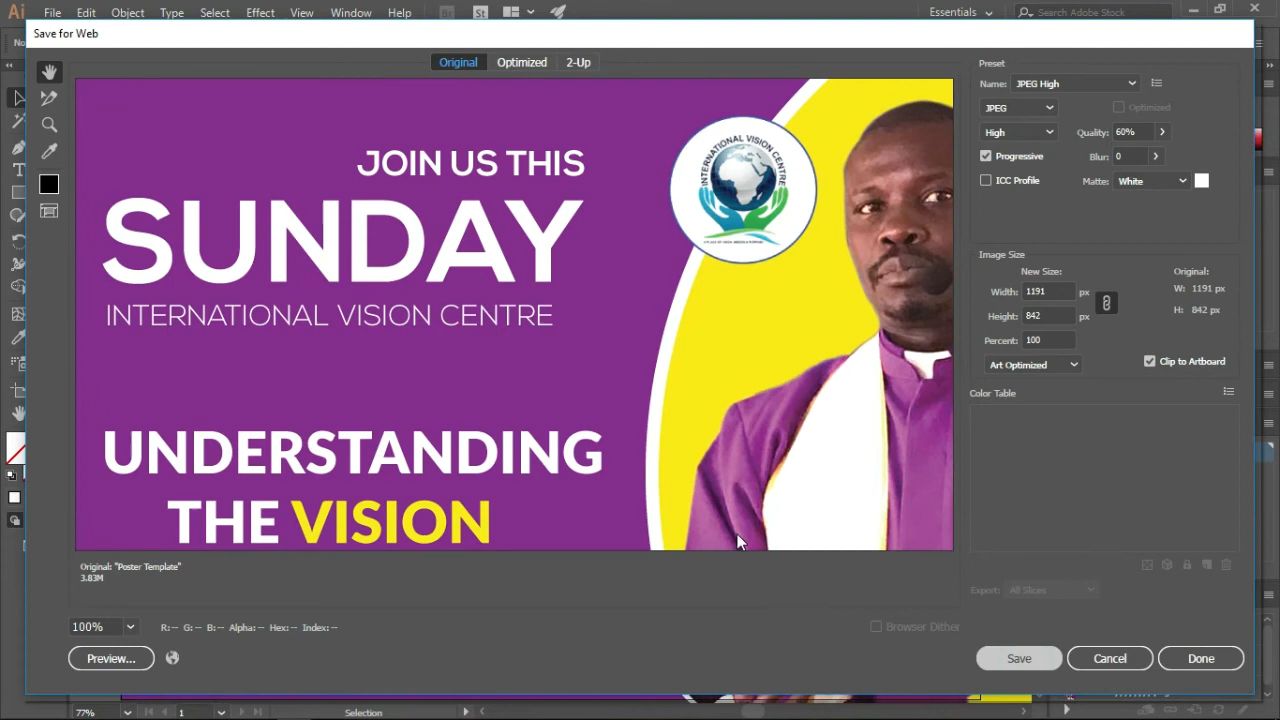 Ai File Edit Object Type Select Effect View Window Help Br St Essentials Search Adobe Stock
Save for Web
No
Original Optimized 2-Up
JOIN US THIS
SUNDAY
INTERNATIONAL VISION CENTRE
INTERNATIONAL VISION CENTRE
UNDERSTANDING
THE VISION
Original: "Poster Template"
3.83M
100% R: -- G: -- B: -- Alpha: -- Hex: -- Index: --
Browser Dither
Preview...
Preset
Name: JPEG High
JPEG Optimized
High Quality: 60%
Progressive Blur: 0
ICC Profile Matte: White
Image Size
New Size: Original:
Width: 1191 px W: 1191 px
Height: 842 px H: 842 px
Percent: 100
Art Optimized Clip to Artboard
Color Table
Export: All Slices
Save Cancel Done
77% 1 Selection